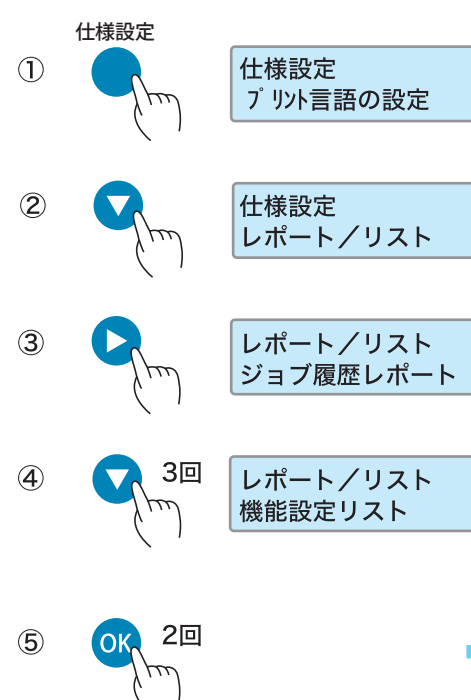 仕様設定
①
仕様設定
プリント言語の設定
②
仕様設定
レポート／リスト
③
レポート／リスト
ジョブ履歴レポート
④
3回
レポート／リスト
機能設定リスト
⑤
OK
2回